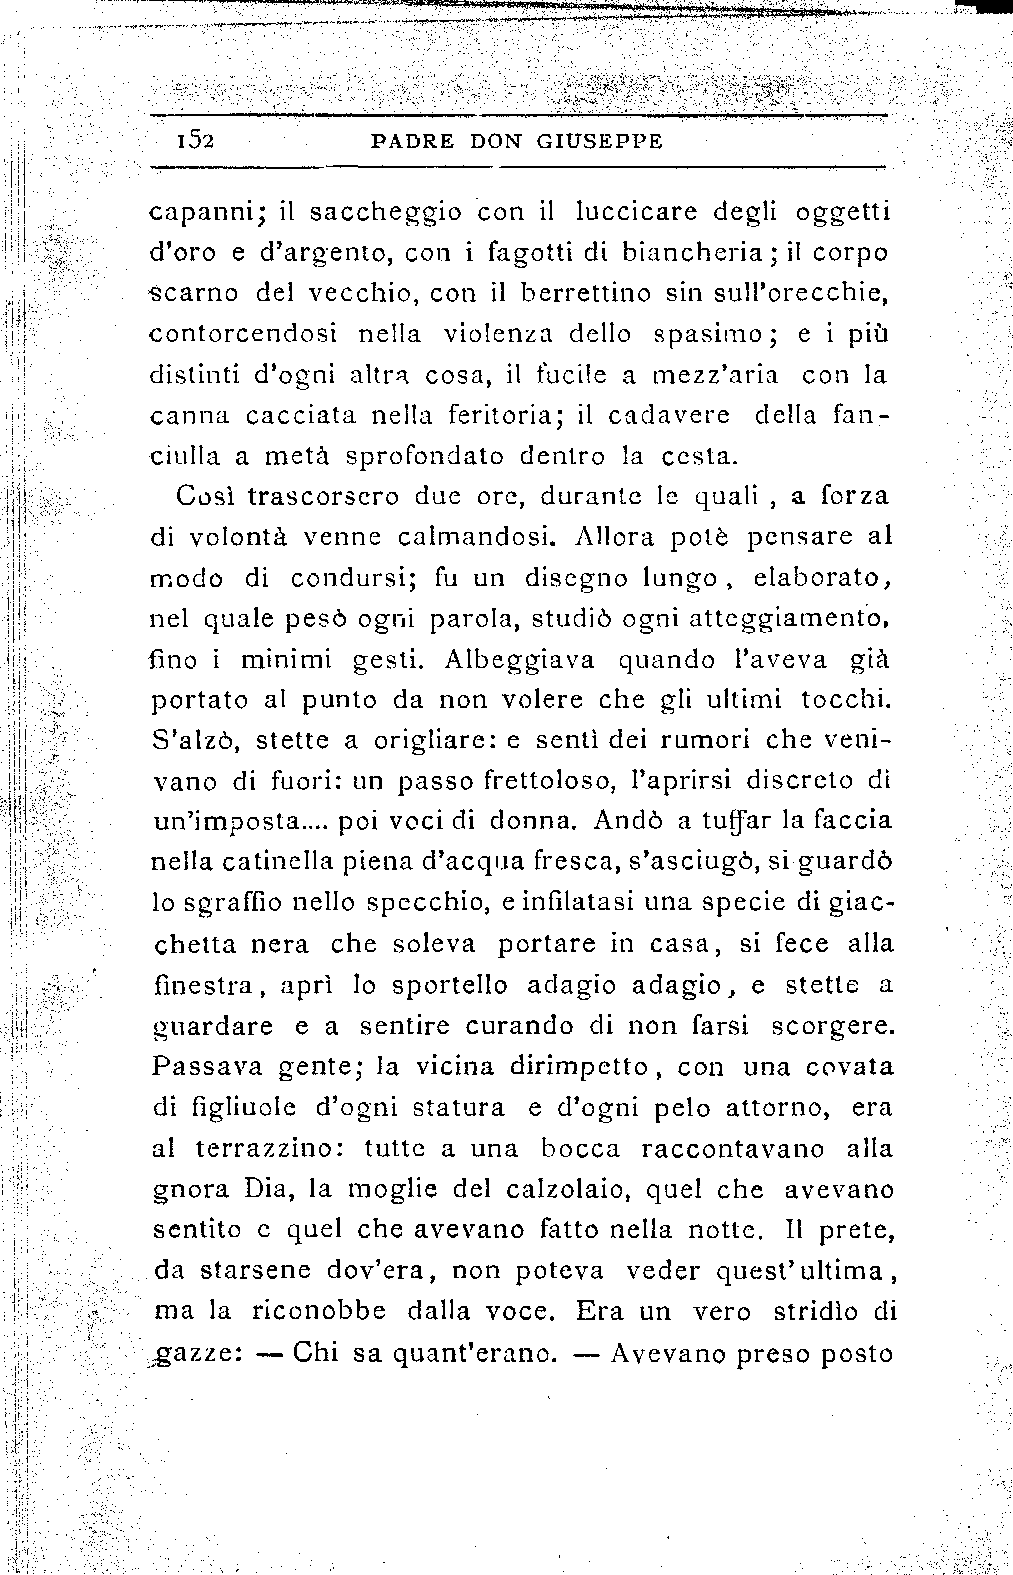 152 PADRE DON GIUSEPPE
capanni; il saccheggio con il luccicare degli oggetti
d'oro e d'argento, con i fagotti di biancheria; il corpo
scarno del vecchio, con il berrettino sin sull'orecchie,
contorcendosi nella violenza dello spasimo; e i più
distinti d'ogni altra cosa, il fucile a mezz'aria con la
canna cacciata nella feritoia; il cadavere della fan-
ciulla a metà sprofondato dentro la cesta.
Così trascorsero due ore, durante le quali , a forza
di volontà venne calmandosi. Allora potè pensare al
modo di condursi; fu un disegno lungo, elaborato,
nel quale pesò ogni parola, studiò ogni atteggiamento,
fino i minimi gesti. Albeggiava quando l'aveva già
portato al punto da non volere che gli ultimi tocchi.
S'alzò, stette a origliare: e sentì dei rumori che veni-
vano di fuori: un passo frettoloso, l'aprirsi discreto di
un'imposta.... poi voci di donna. Andò a tuffar la faccia
nella catinella piena d'acqua fresca, s'asciugò, si guardò
lo sgraffio nello specchio, e infilatasi una specie di giac-
chetta nera che soleva portare in casa, si fece alla
finestra, aprì lo sportello adagio adagio, e stette a
guardare e a sentire curando di non farsi scorgere.
Passava gente; la vicina dirimpetto, con una covata
di figliuole d'ogni statura e d'ogni pelo attorno, era
al terrazzino: tutte a una bocca raccontavano alla
gnora Dia, la moglie del calzolaio, quel che avevano
sentito e quel che avevano fatto nella notte. Il prete,
da starsene dov'era, non poteva veder quest'ultima,
ma la riconobbe dalla voce. Era un vero stridìo di
gazze: — Chi sa quant'erano. — Avevano preso posto